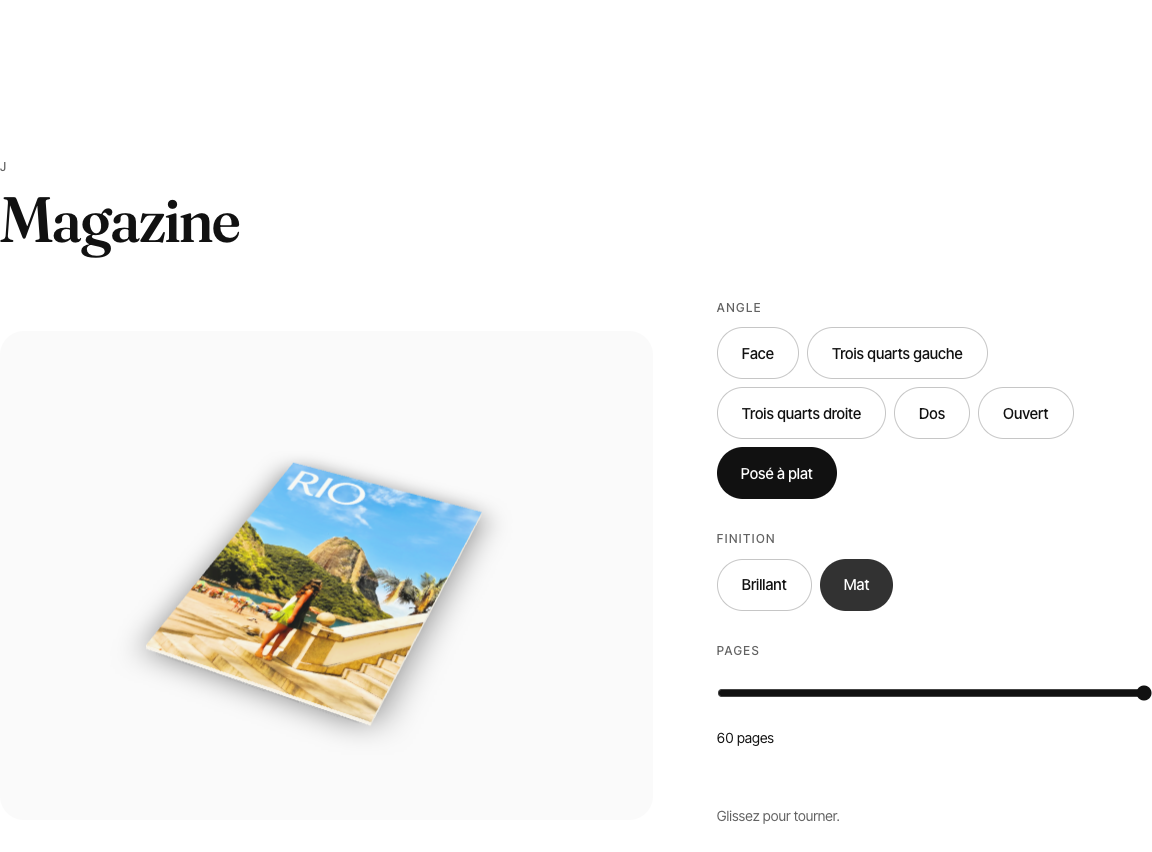 J
Magazine
ANGLE
Face
Trois quarts gauche
Trois quarts droite
Dos
Ouvert
Posé à plat
RIO
FINITION
Brillant
Mat
PAGES
60 pages
Glissez pour tourner.